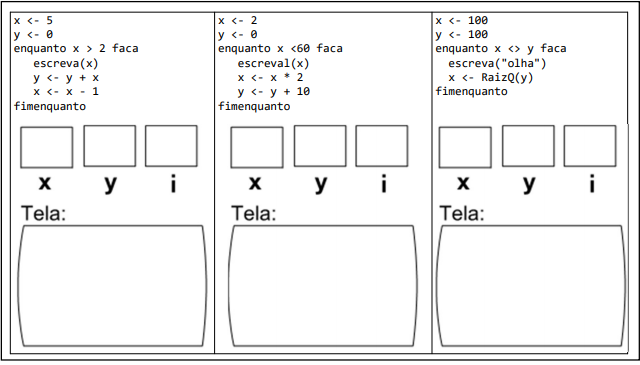 x <- 5
y <- 0
enquanto x > 2 faca
escreva(x)
y <- y + x
x <- x - 1
fimenquanto
x y i
Tela:
x <- 2
y <- 0
enquanto x <60 faca
escreval(x)
x <- x * 2
y <- y + 10
fimenquanto
x y i
Tela:
x <- 100
y <- 100
enquanto x <> y faca
escreva("olha")
x <- RaizQ(y)
fimenquanto
x y i
Tela: